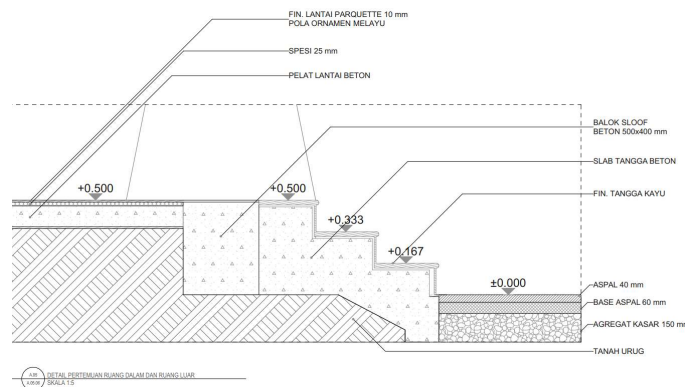 FIN. LANTAI PARQUETTE 10 mm
POLA ORNAMEN MELAYU
SPESI 25 mm
PELAT LANTAI BETON
BALOK SLOOF
BETON 500x400 mm
SLAB TANGGA BETON
FIN. TANGGA KAYU
+0.500
+0.500
+0.333
+0.167
±0.000
ASPAL 40 mm
BASE ASPAL 60 mm
AGREGAT KASAR 150 mm
TANAH URUG
DETAIL PERTEMUAN RUANG DALAM DAN RUANG LUAR
SKALA 1:5